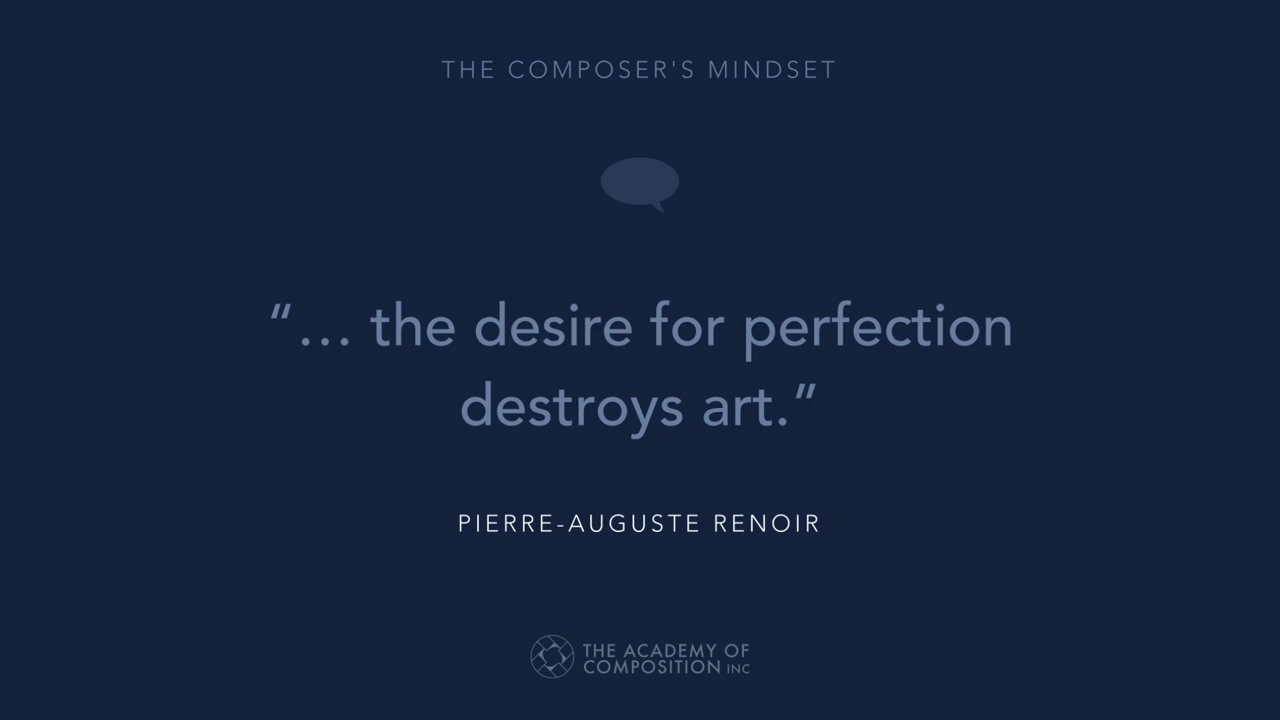 THE COMPOSER'S MINDSET
“... the desire for perfection
destroys art.”
PIERRE-AUGUSTE RENOIR
THE ACADEMY OF
COMPOSITION INC